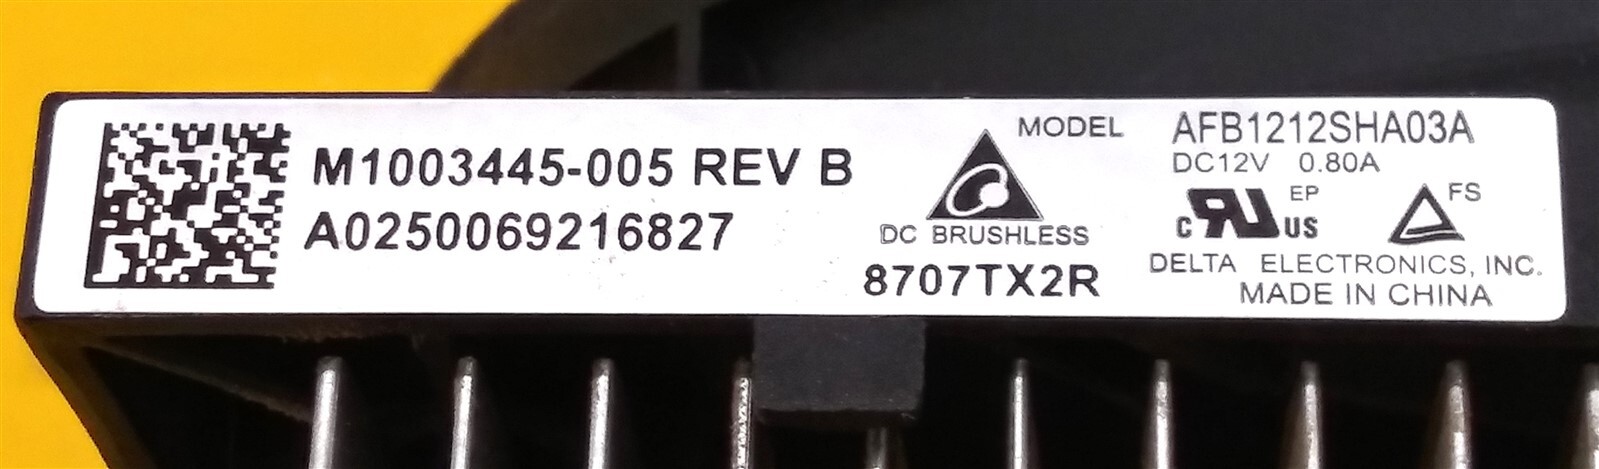 M1003445-005 REV B
A0250069216827
DC BRUSHLESS
8707TX2R
MODEL AFB1212SHA03A
DC12V 0.80A
c RU US EP FS
DELTA ELECTRONICS, INC.
MADE IN CHINA